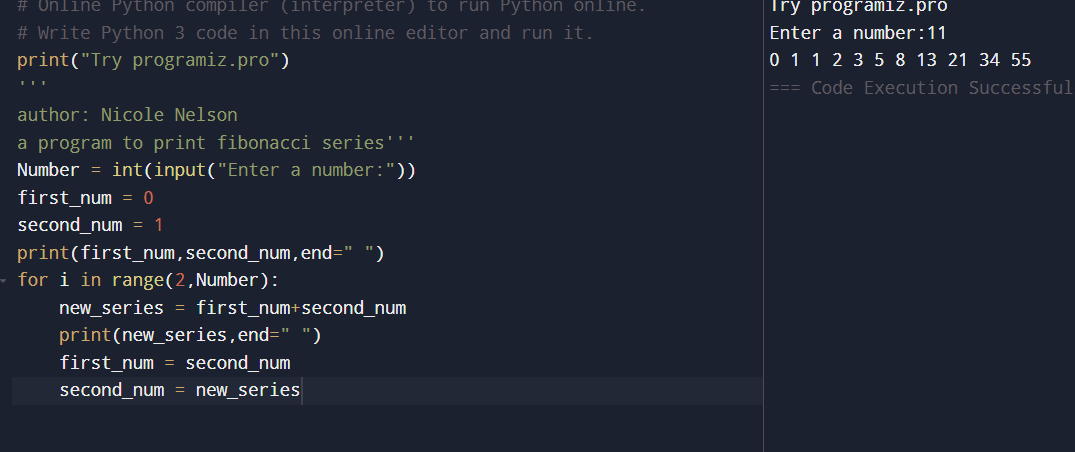 # Online Python compiler (interpreter) to run Python online.
# Write Python 3 code in this online editor and run it.
print("Try programiz.pro")
'''
author: Nicole Nelson
a program to print fibonacci series'''
Number = int(input("Enter a number:"))
first_num = 0
second_num = 1
print(first_num,second_num,end=" ")
for i in range(2,Number):
    new_series = first_num+second_num
    print(new_series,end=" ")
    first_num = second_num
    second_num = new_series
Try programiz.pro
Enter a number:11
0 1 1 2 3 5 8 13 21 34 55
=== Code Execution Successful